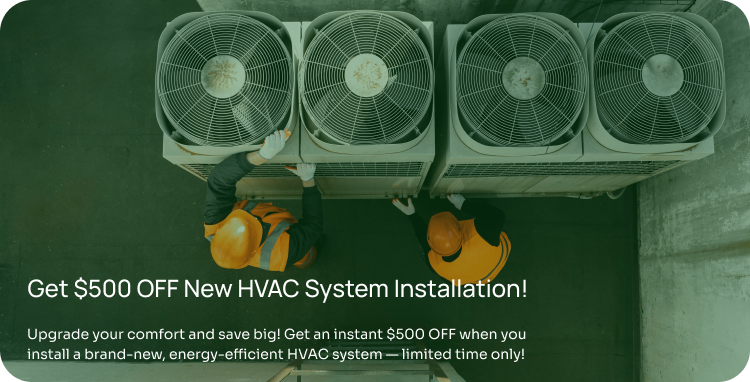 Get $500 OFF New HVAC System Installation!
Upgrade your comfort and save big! Get an instant $500 OFF when you
install a brand-new, energy-efficient HVAC system — limited time only!